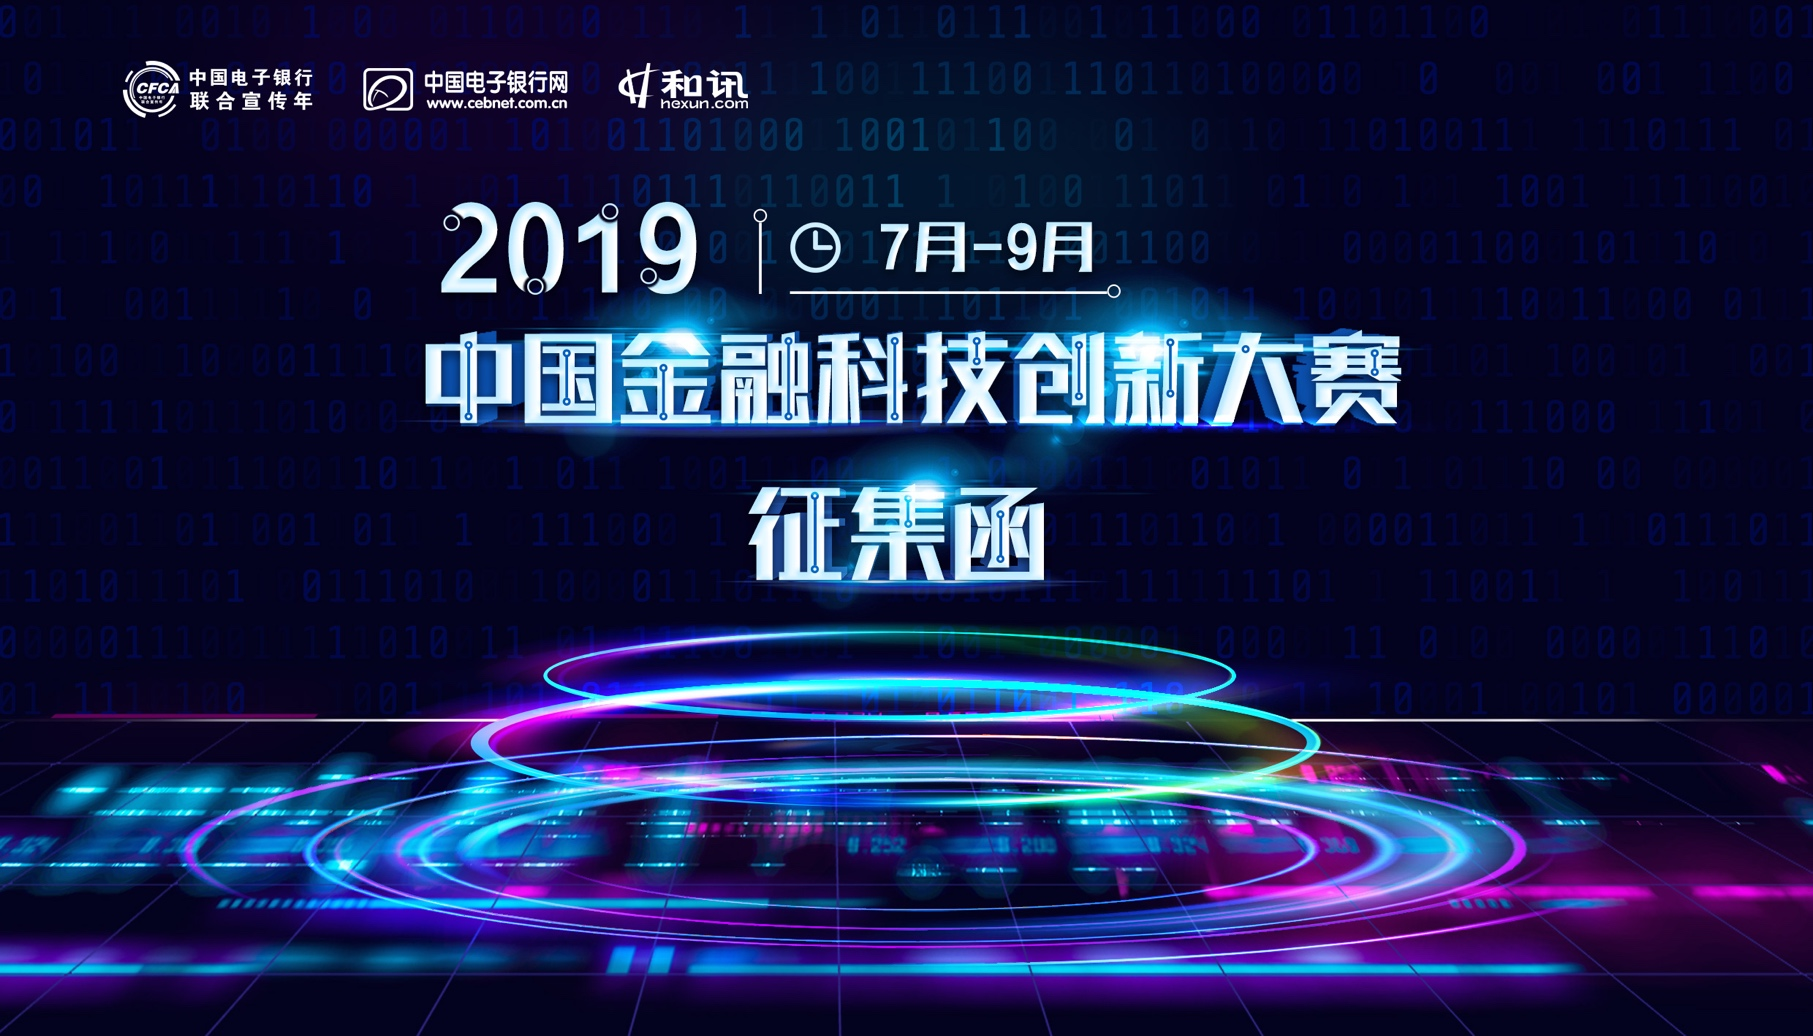 CFCA
中国电子银行
联合宣传年
中国电子银行网
www.cebnet.com.cn
和讯
hexun.com
2019
7月-9月
中国金融科技创新大赛
征集函